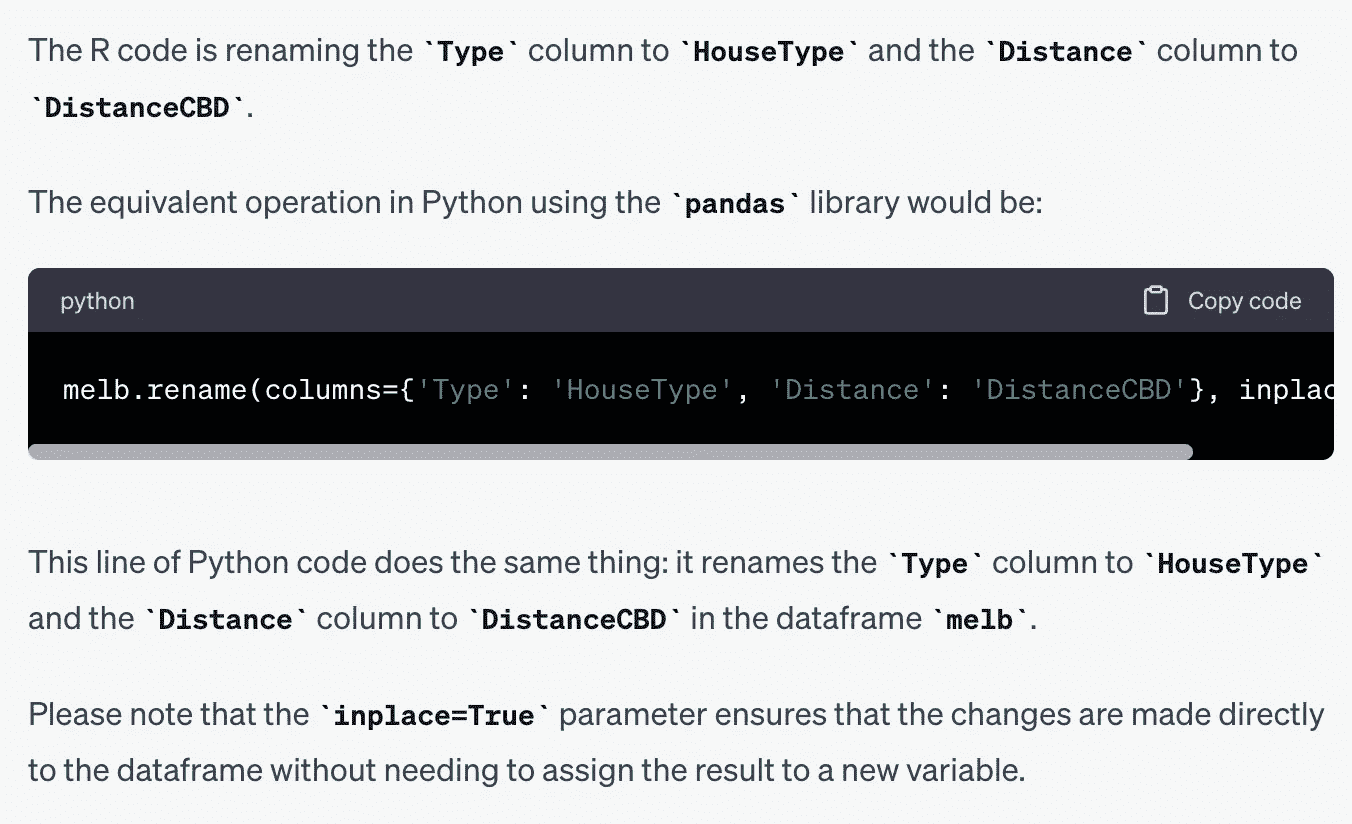 The R code is renaming the `Type` column to `HouseType` and the `Distance` column to
`DistanceCBD`.
The equivalent operation in Python using the `pandas` library would be:
python Copy code
melb.rename(columns={'Type': 'HouseType', 'Distance': 'DistanceCBD'}, inplac
This line of Python code does the same thing: it renames the `Type` column to `HouseType`
and the `Distance` column to `DistanceCBD` in the dataframe `melb`.
Please note that the `inplace=True` parameter ensures that the changes are made directly
to the dataframe without needing to assign the result to a new variable.